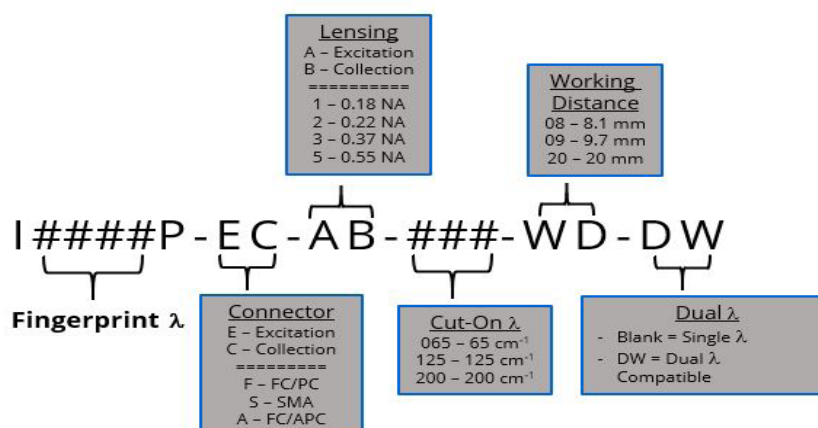 Lensing
A – Excitation
B – Collection
==========
1 – 0.18 NA
2 – 0.22 NA
3 – 0.37 NA
5 – 0.55 NA
Working
Distance
08 – 8.1 mm
09 – 9.7 mm
20 – 20 mm
I####P-EC-AB-###-WD-DW
Fingerprint λ
Connector
E – Excitation
C – Collection
=========
F – FC/PC
S – SMA
A – FC/APC
Cut-On λ
065 – 65 cm⁻¹
125 – 125 cm⁻¹
200 – 200 cm⁻¹
Dual λ
- Blank = Single λ
- DW = Dual λ
Compatible